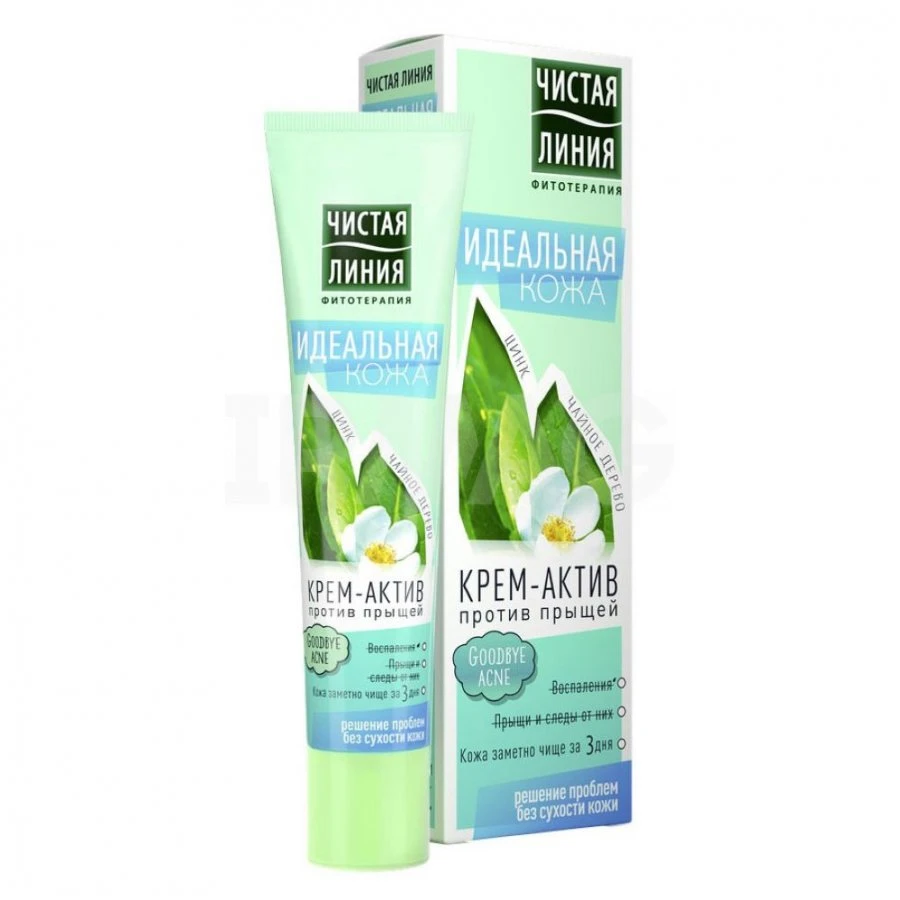 ЧИСТАЯ
ЛИНИЯ
ФИТОТЕРАПИЯ
ИДЕАЛЬНАЯ
КОЖА
ЦИНК
ЧАЙНОЕ ДЕРЕВО
КРЕМ-АКТИВ
против прыщей
GOODBYE
ACNE
Воспаления*
Прыщи и
следы от них
Кожа заметно чище за 3 дня
решение проблем
без сухости кожи
ЧИСТАЯ ЛИНИЯ
ИДЕАЛЬНАЯ
ЧИСТАЯ
ЛИНИЯ
ФИТОТЕРАПИЯ
ИДЕАЛЬНАЯ
КОЖА
ЦИНК
ЧАЙНОЕ ДЕРЕВО
КРЕМ-АКТИВ
против прыщей
GOODBYE
ACNE
Воспаления*
Прыщи и следы от них
Кожа заметно чище за 3 дня
решение проблем
без сухости кожи